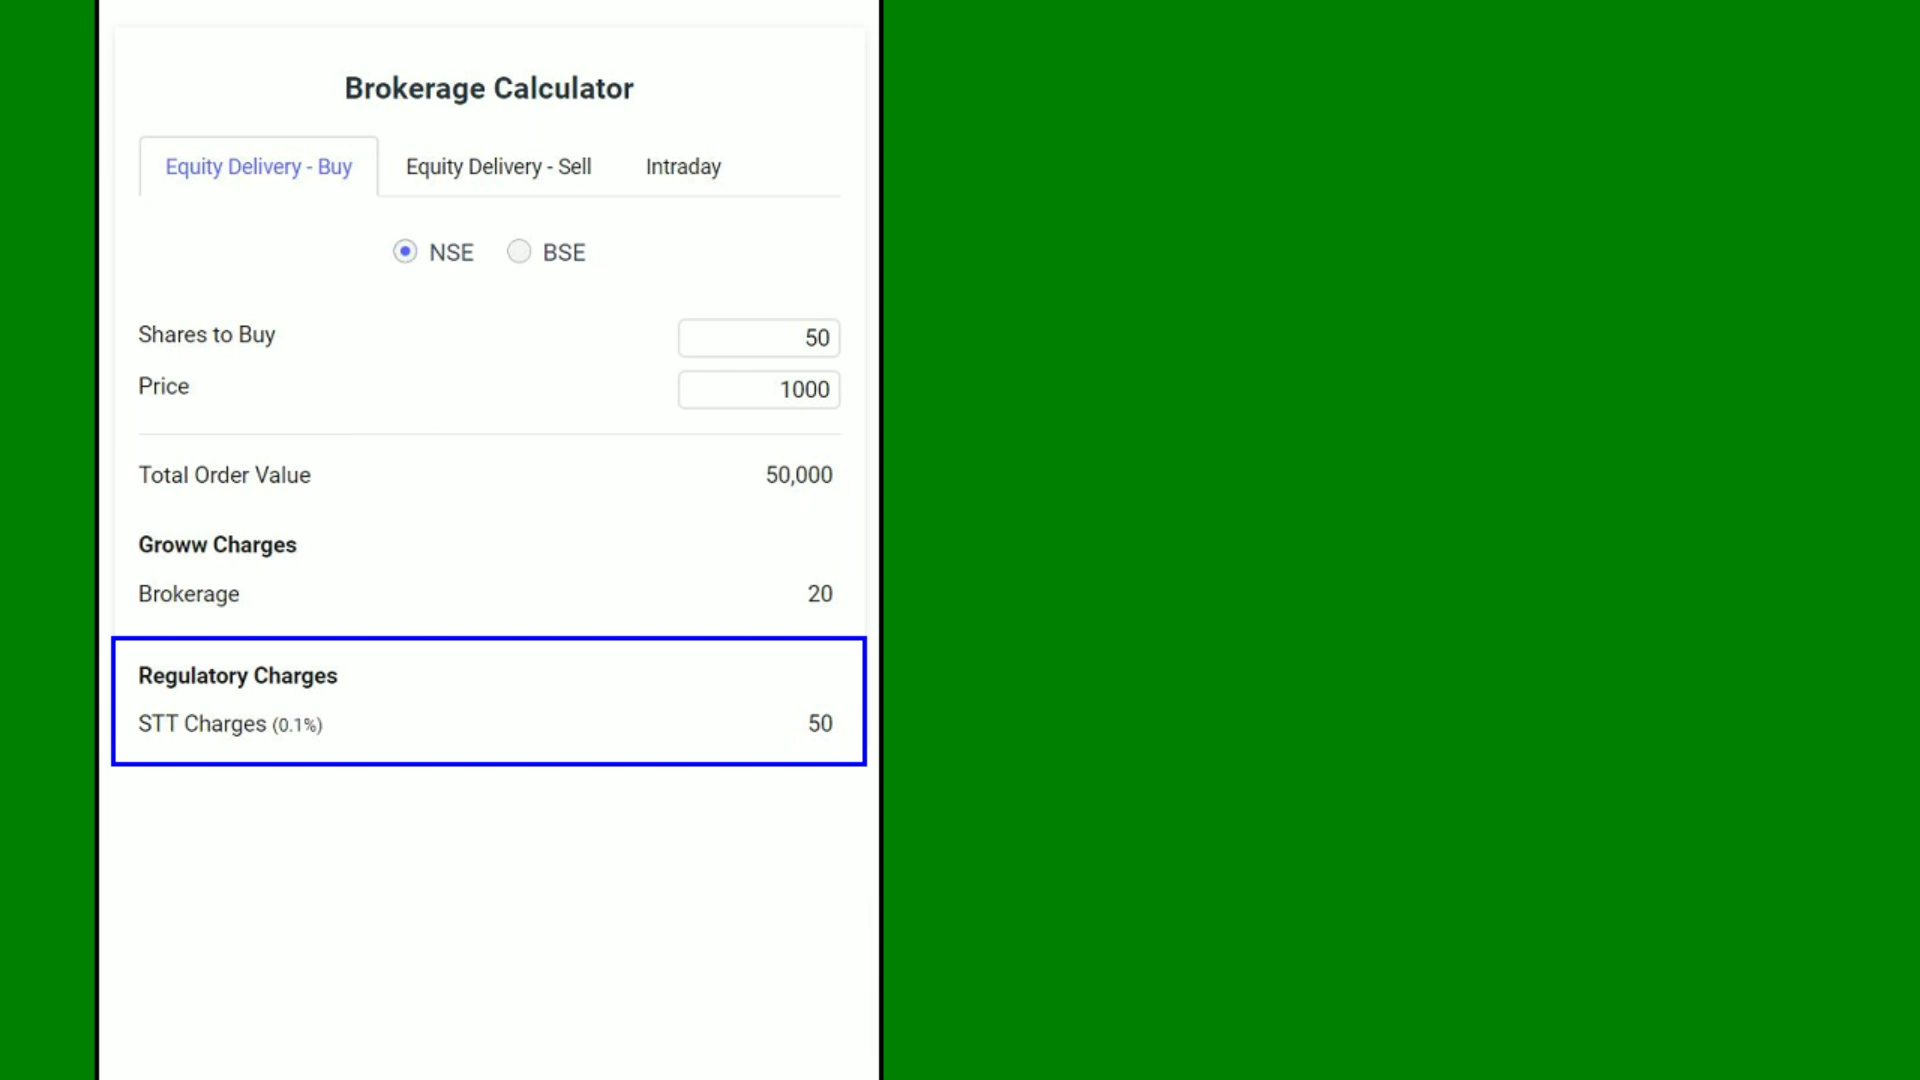 Brokerage Calculator
Equity Delivery - Buy Equity Delivery - Sell Intraday
NSE BSE
Shares to Buy 50
Price 1000
Total Order Value 50,000
Groww Charges
Brokerage 20
Regulatory Charges
STT Charges (0.1%) 50